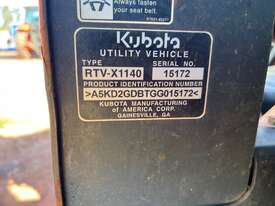 Always fasten
your seat belt.
Kubota
UTILITY VEHICLE
TYPE SERIAL NO.
RTV-X1140 15172
PRODUCT IDENTIFICATION NUMBER
>A5KD2GDBTGG015172<
KUBOTA MANUFACTURING
of AMERICA CORP.
GAINESVILLE, GA